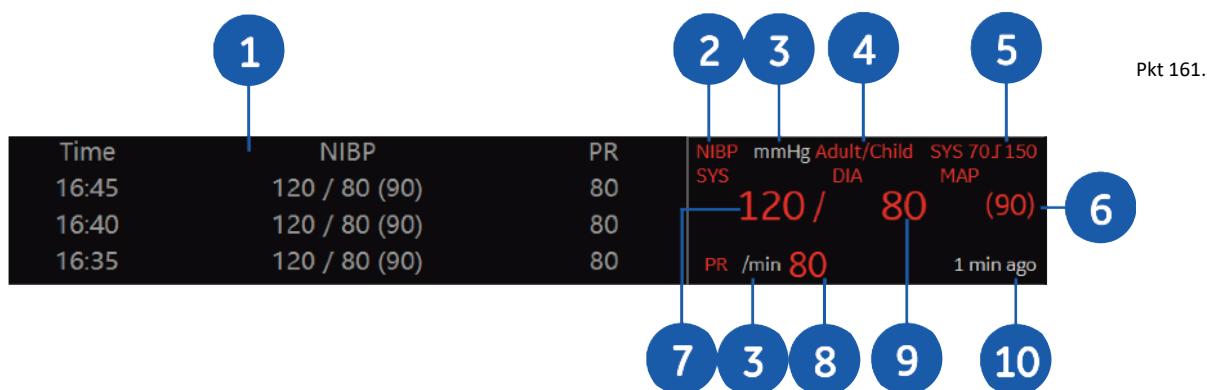 1 2 3 4 5
Pkt 161.
Time NIBP PR
16:45 120 / 80 (90) 80
16:40 120 / 80 (90) 80
16:35 120 / 80 (90) 80
NIBP mmHg Adult/Child SYS 70 ᒍ 150
SYS DIA MAP
120 / 80 (90)
6
PR /min 80 1 min ago
7 3 8 9 10